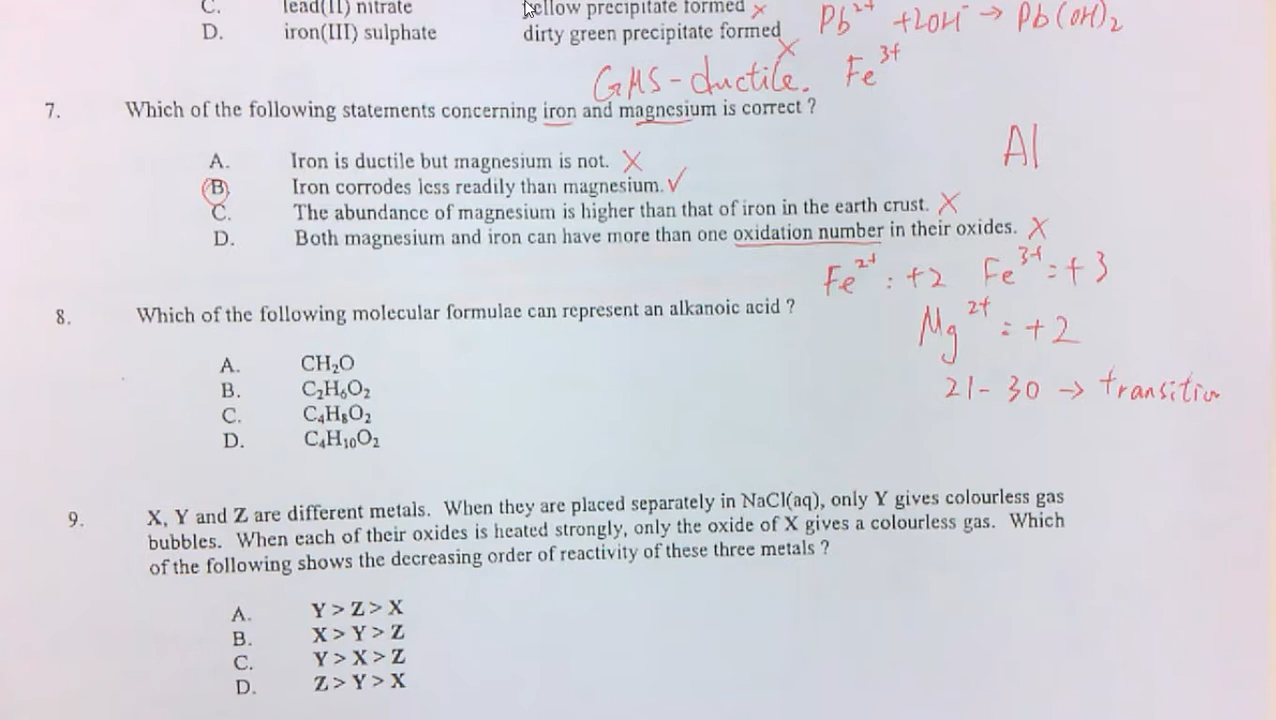 C. lead(II) nitrate yellow precipitate formed × Pb²⁺ + 2OH⁻ → Pb(OH)₂
D. iron(III) sulphate dirty green precipitate formed ×
GMS - ductile. Fe³⁺
7. Which of the following statements concerning iron and magnesium is correct ?
Al
A. Iron is ductile but magnesium is not. ×
B. Iron corrodes less readily than magnesium. ✓
C. The abundance of magnesium is higher than that of iron in the earth crust. ×
D. Both magnesium and iron can have more than one oxidation number in their oxides. ×
Fe²⁺ : +2 Fe³⁺ = +3
8. Which of the following molecular formulae can represent an alkanoic acid ?
Mg²⁺ = +2
A. CH₂O
B. C₂H₆O₂
21 - 30 → transition
C. C₄H₈O₂
D. C₄H₁₀O₂
9. X, Y and Z are different metals. When they are placed separately in NaCl(aq), only Y gives colourless gas
bubbles. When each of their oxides is heated strongly, only the oxide of X gives a colourless gas. Which
of the following shows the decreasing order of reactivity of these three metals ?
A. Y > Z > X
B. X > Y > Z
C. Y > X > Z
D. Z > Y > X